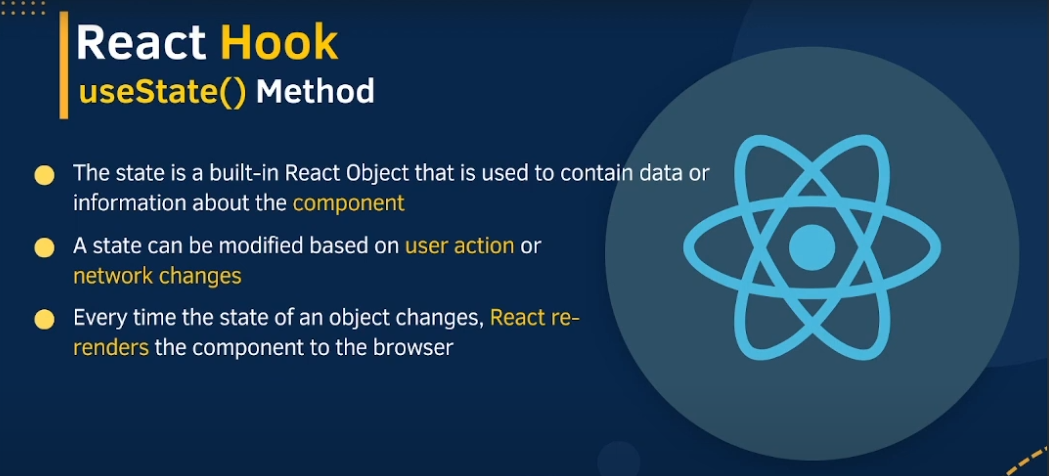 React Hook
useState() Method
The state is a built-in React Object that is used to contain data or
information about the component
A state can be modified based on user action or
network changes
Every time the state of an object changes, React re-
renders the component to the browser